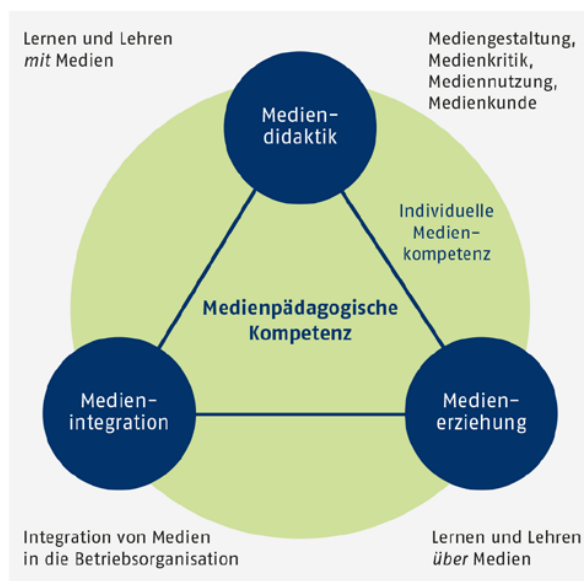 Lernen und Lehren
mit Medien
Mediengestaltung,
Medienkritik,
Mediennutzung,
Medienkunde
Medien-
didaktik
Individuelle
Medien-
kompetenz
Medienpädagogische
Kompetenz
Medien-
integration
Medien-
erziehung
Integration von Medien
in die Betriebsorganisation
Lernen und Lehren
über Medien